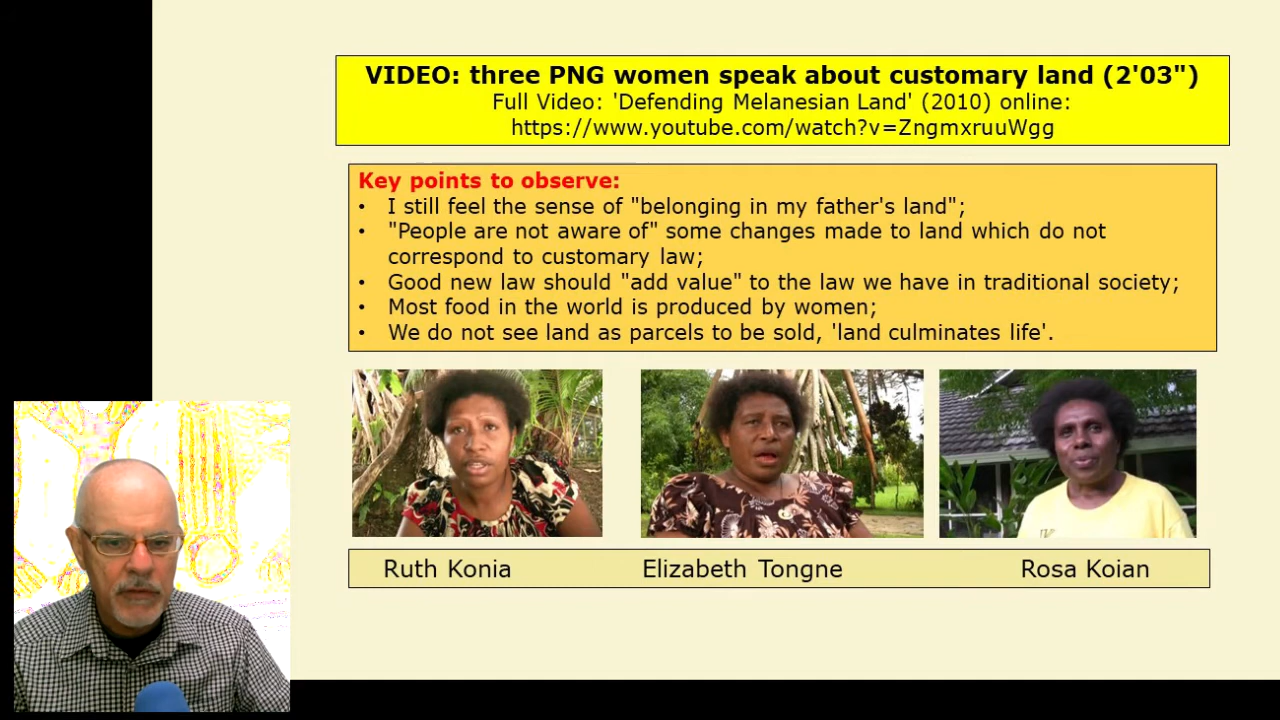 VIDEO: three PNG women speak about customary land (2'03")
Full Video: 'Defending Melanesian Land' (2010) online:
https://www.youtube.com/watch?v=ZngmxruuWgg
Key points to observe:
• I still feel the sense of "belonging in my father's land";
• "People are not aware of" some changes made to land which do not
correspond to customary law;
• Good new law should "add value" to the law we have in traditional society;
• Most food in the world is produced by women;
• We do not see land as parcels to be sold, 'land culminates life'.
Ruth Konia
Elizabeth Tongne
Rosa Koian